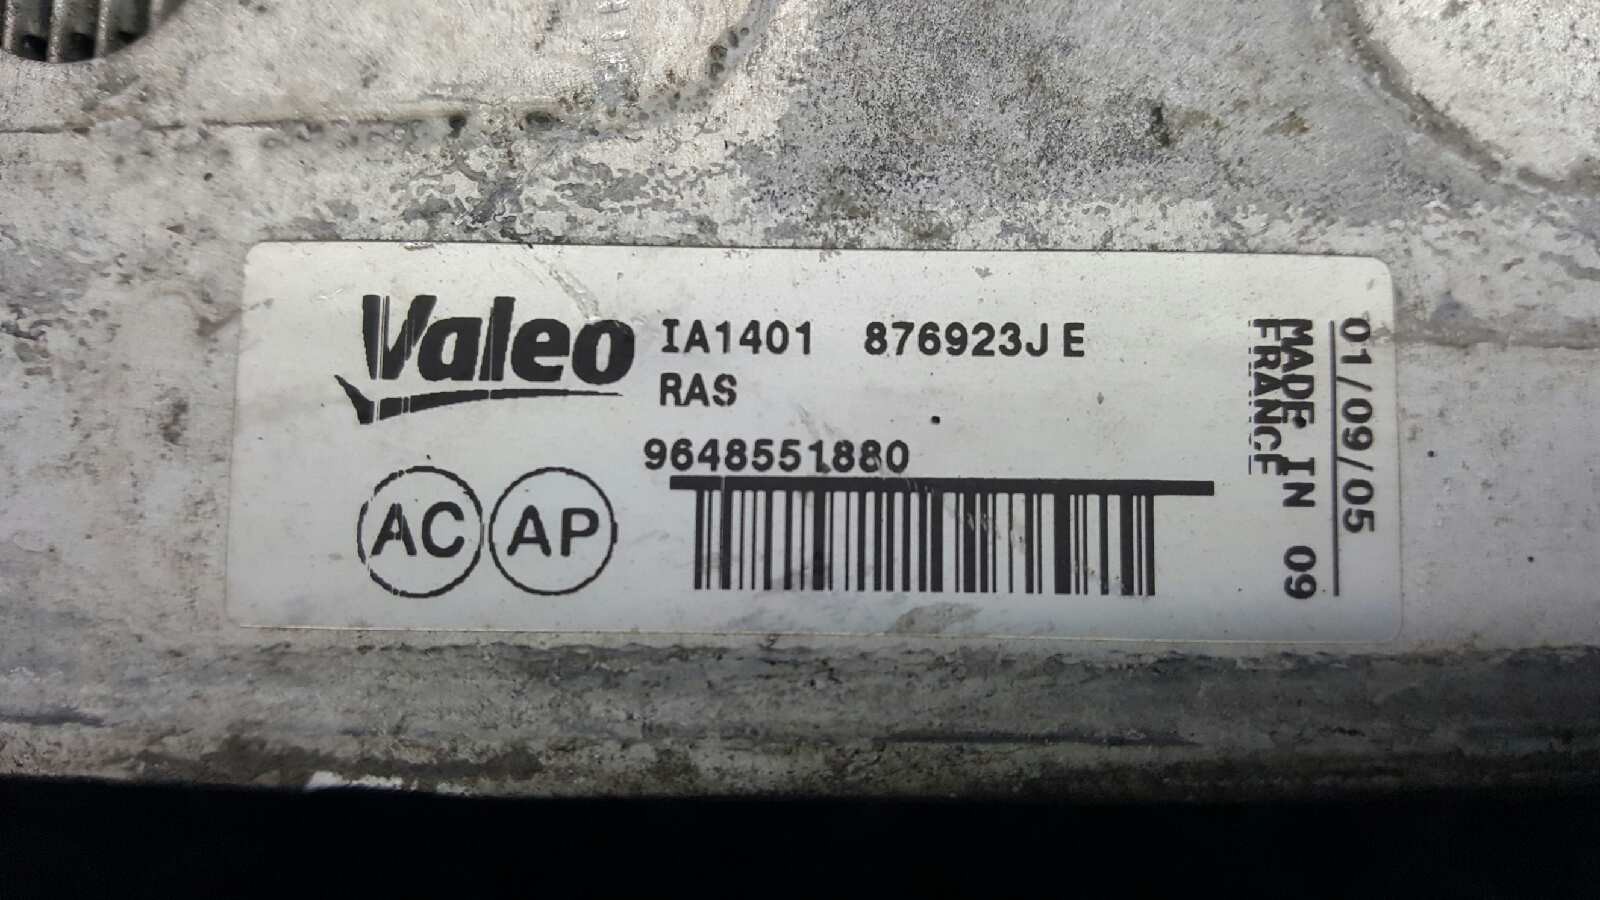 Valeo IA1401 876923J E
RAS
9648551880
AC AP
01/09/05
MADE IN 09
FRANCE